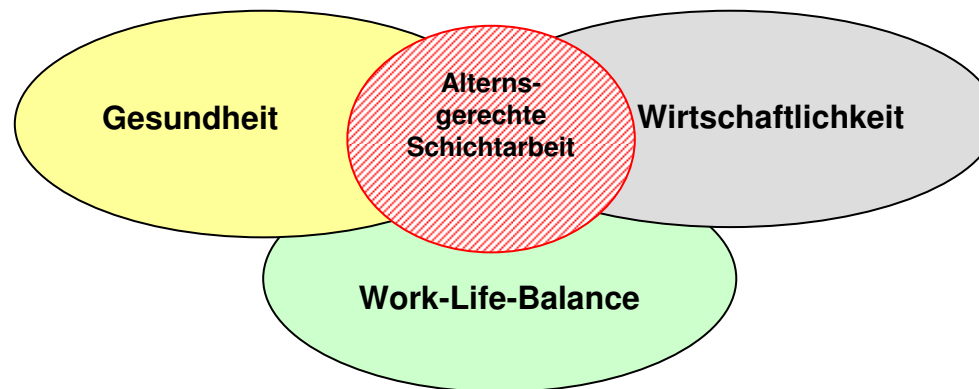 Gesundheit
Alterns-
gerechte
Schichtarbeit
Wirtschaftlichkeit
Work-Life-Balance